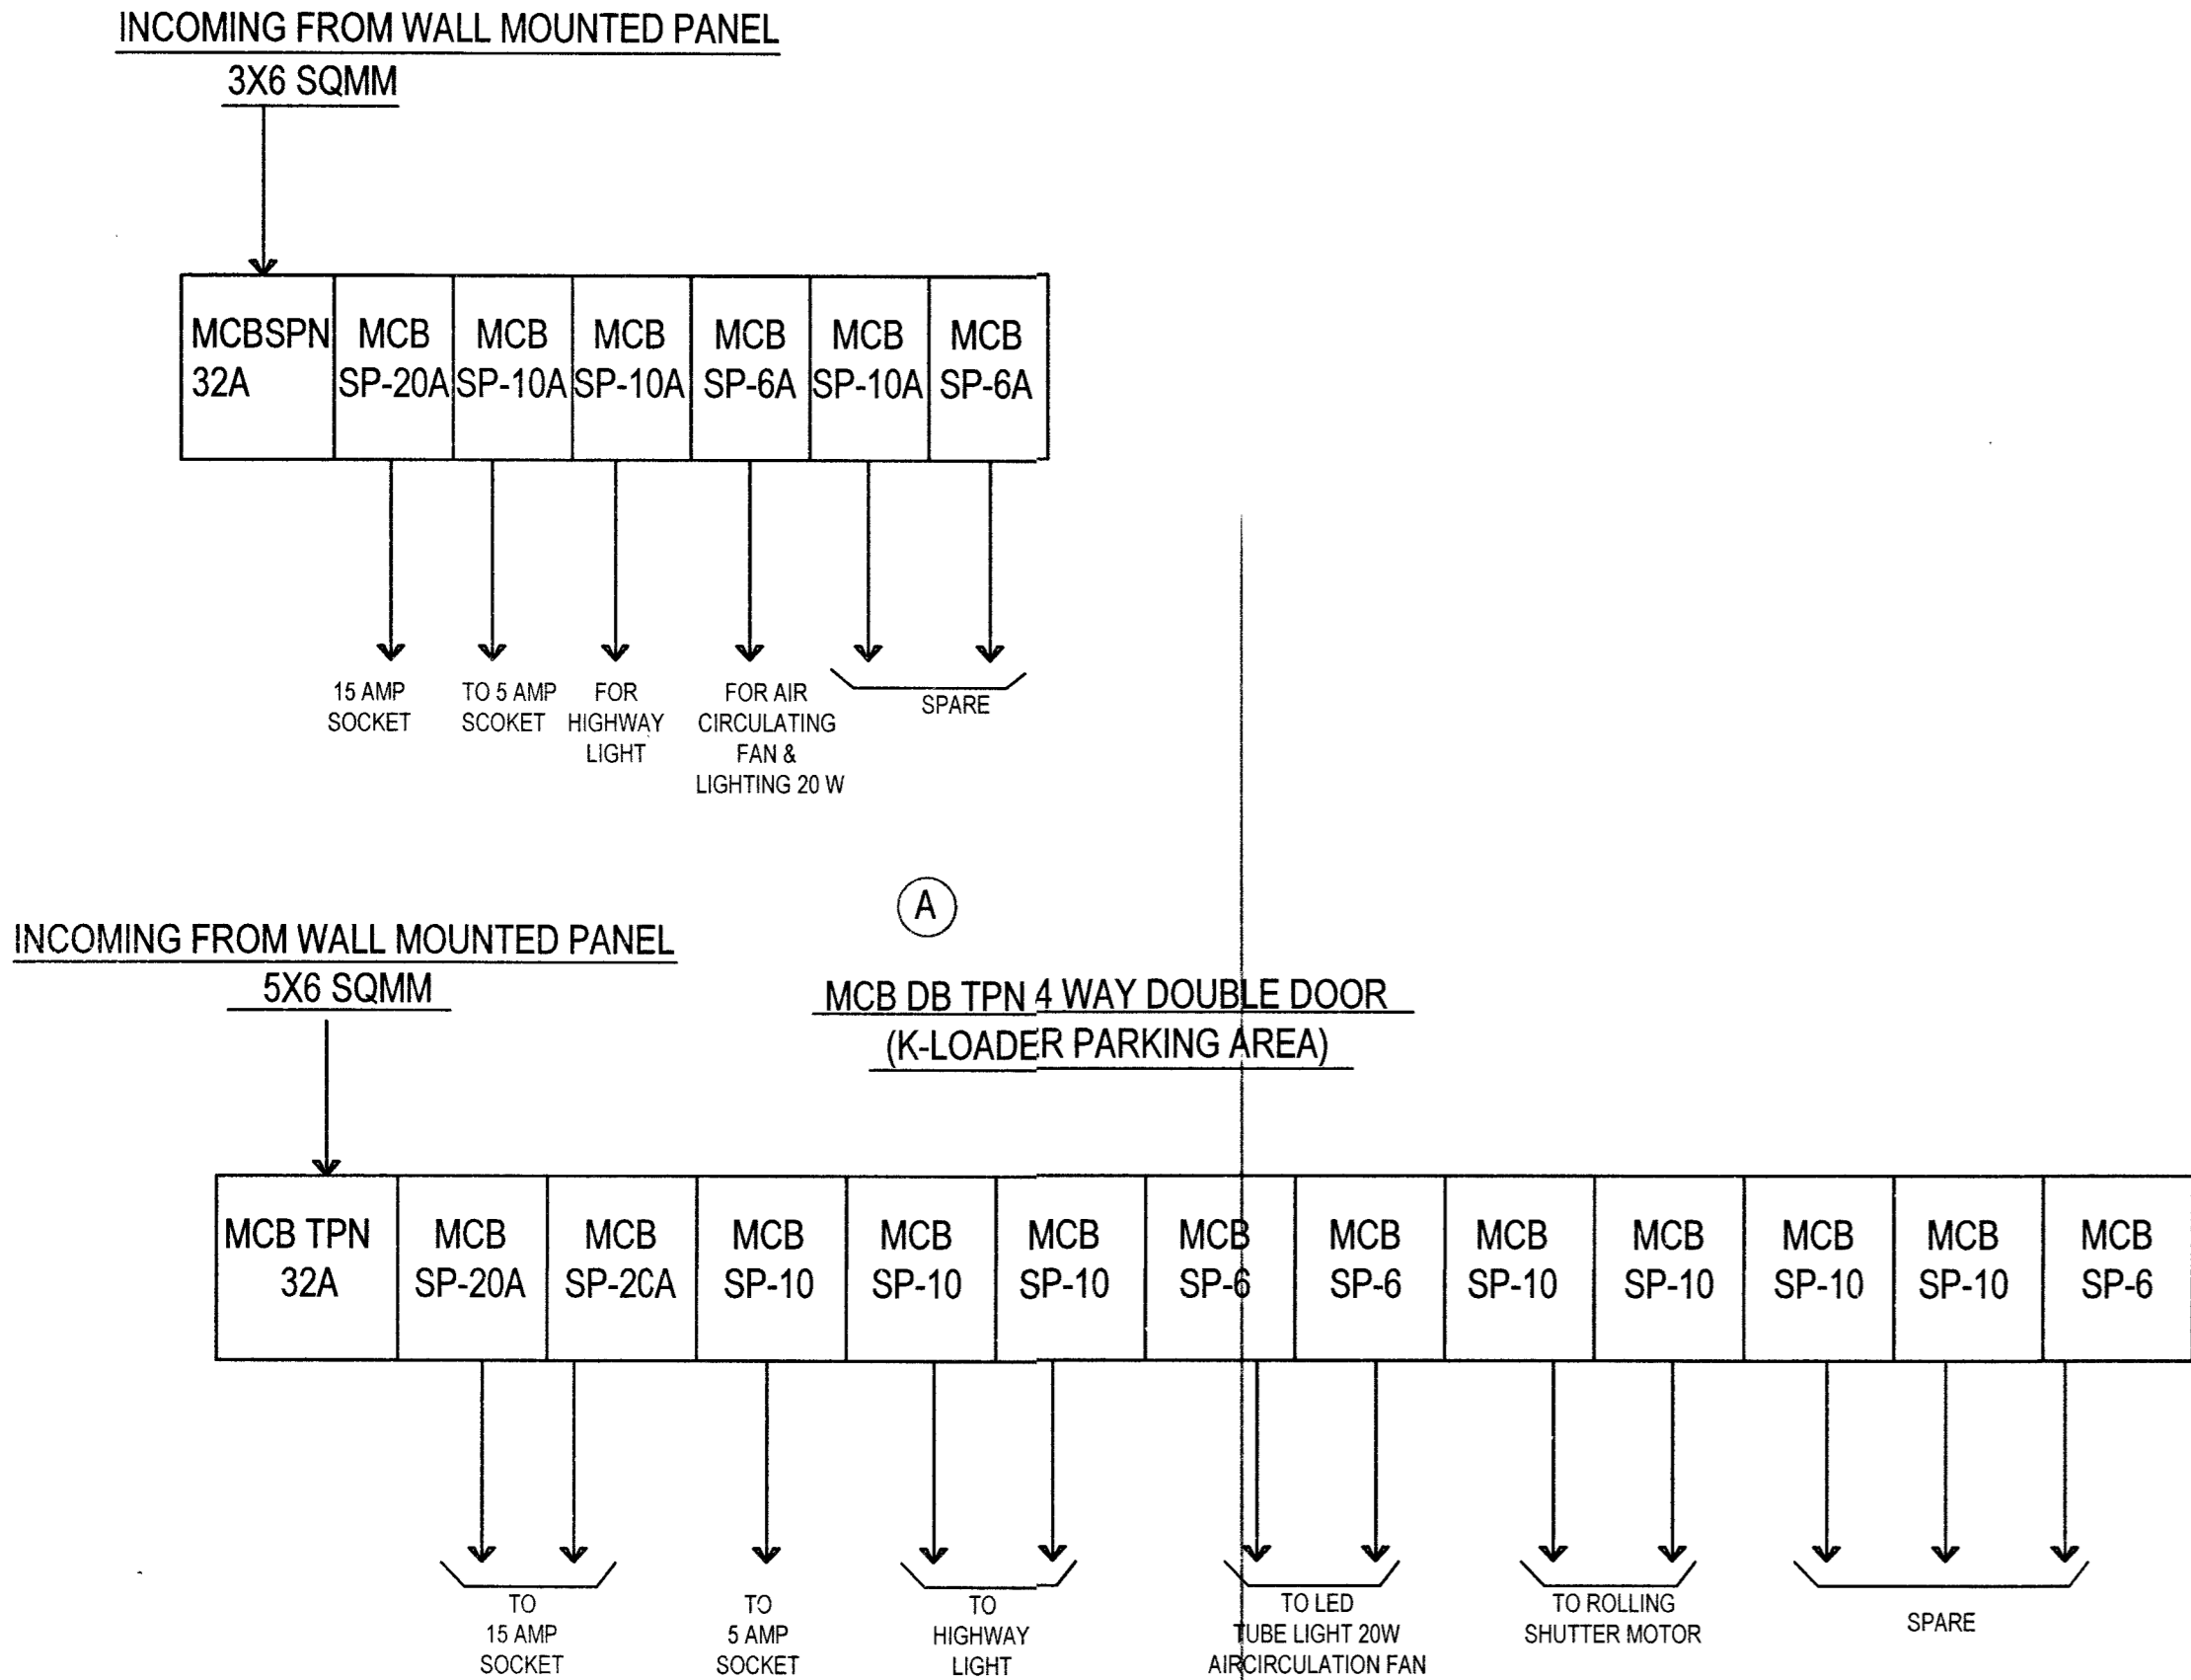 INCOMING FROM WALL MOUNTED PANEL
3X6 SQMM
MCBSPN
32A
MCB
SP-20A
MCB
SP-10A
MCB
SP-10A
MCB
SP-6A
MCB
SP-10A
MCB
SP-6A
15 AMP
SOCKET
TO 5 AMP
SCOKET
FOR
HIGHWAY
LIGHT
FOR AIR
CIRCULATING
FAN &
LIGHTING 20 W
SPARE
A
INCOMING FROM WALL MOUNTED PANEL
5X6 SQMM
MCB DB TPN 4 WAY DOUBLE DOOR
(K-LOADER PARKING AREA)
MCB TPN
32A
MCB
SP-20A
MCB
SP-20A
MCB
SP-10
MCB
SP-10
MCB
SP-10
MCB
SP-6
MCB
SP-6
MCB
SP-10
MCB
SP-10
MCB
SP-10
MCB
SP-10
MCB
SP-6
TO
15 AMP
SOCKET
TO
5 AMP
SOCKET
TO
HIGHWAY
LIGHT
TO LED
TUBE LIGHT 20W
AIRCIRCULATION FAN
TO ROLLING
SHUTTER MOTOR
SPARE